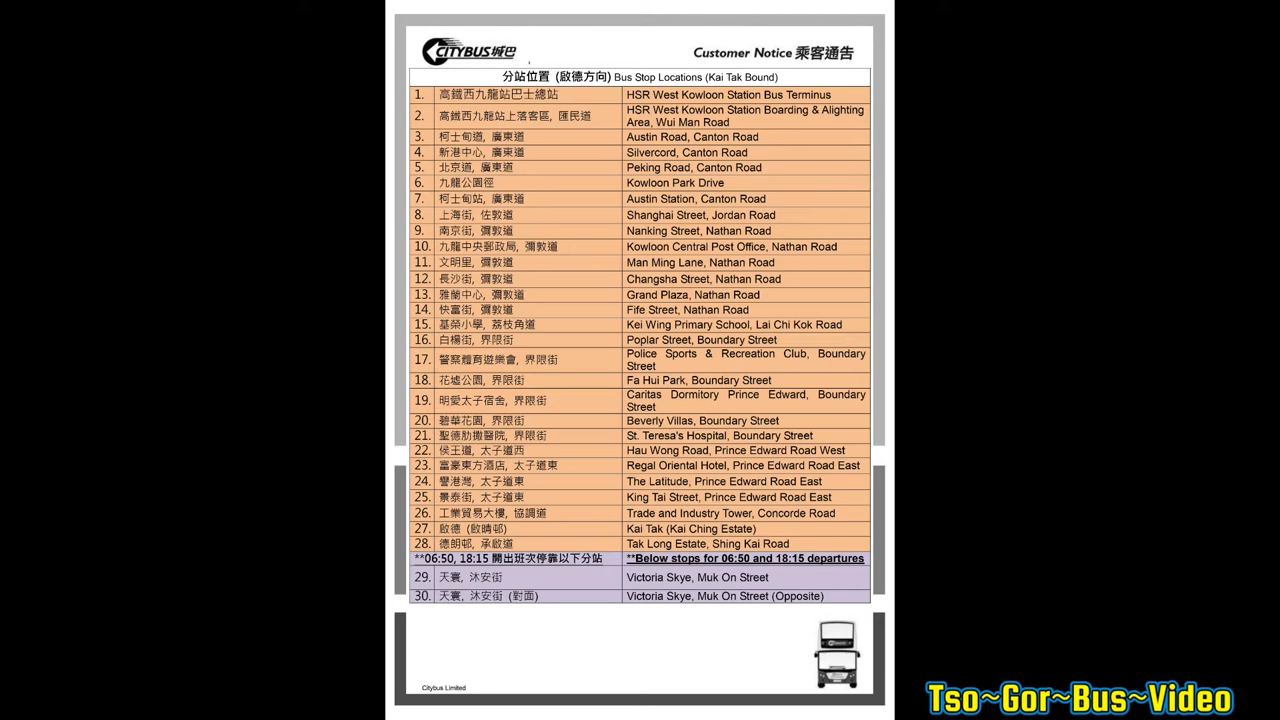 CITYBUS 城巴
Customer Notice 乘客通告
分站位置 (啟德方向) Bus Stop Locations (Kai Tak Bound)
1. 高鐵西九龍站巴士總站 HSR West Kowloon Station Bus Terminus
2. 高鐵西九龍站上落客區, 匯民道 HSR West Kowloon Station Boarding & Alighting
Area, Wui Man Road
3. 柯士甸道, 廣東道 Austin Road, Canton Road
4. 新港中心, 廣東道 Silvercord, Canton Road
5. 北京道, 廣東道 Peking Road, Canton Road
6. 九龍公園徑 Kowloon Park Drive
7. 柯士甸站, 廣東道 Austin Station, Canton Road
8. 上海街, 佐敦道 Shanghai Street, Jordan Road
9. 南京街, 彌敦道 Nanking Street, Nathan Road
10. 九龍中央郵政局, 彌敦道 Kowloon Central Post Office, Nathan Road
11. 文明里, 彌敦道 Man Ming Lane, Nathan Road
12. 長沙街, 彌敦道 Changsha Street, Nathan Road
13. 雅蘭中心, 彌敦道 Grand Plaza, Nathan Road
14. 快富街, 彌敦道 Fife Street, Nathan Road
15. 基榮小學, 荔枝角道 Kei Wing Primary School, Lai Chi Kok Road
16. 白楊街, 界限街 Poplar Street, Boundary Street
17. 警察體育遊樂會, 界限街 Police Sports & Recreation Club, Boundary
Street
18. 花墟公園, 界限街 Fa Hui Park, Boundary Street
19. 明愛太子宿舍, 界限街 Caritas Dormitory Prince Edward, Boundary
Street
20. 碧華花園, 界限街 Beverly Villas, Boundary Street
21. 聖德肋撒醫院, 界限街 St. Teresa's Hospital, Boundary Street
22. 侯王道, 太子道西 Hau Wong Road, Prince Edward Road West
23. 富豪東方酒店, 太子道東 Regal Oriental Hotel, Prince Edward Road East
24. 譽港灣, 太子道東 The Latitude, Prince Edward Road East
25. 景泰街, 太子道東 King Tai Street, Prince Edward Road East
26. 工業貿易大樓, 協調道 Trade and Industry Tower, Concorde Road
27. 啟德 (啟晴邨) Kai Tak (Kai Ching Estate)
28. 德朗邨, 承啟道 Tak Long Estate, Shing Kai Road
**06:50, 18:15 開出班次停靠以下分站 **Below stops for 06:50 and 18:15 departures
29. 天寰, 沐安街 Victoria Skye, Muk On Street
30. 天寰, 沐安街 (對面) Victoria Skye, Muk On Street (Opposite)
Citybus Limited
Tso~Gor~Bus~Video